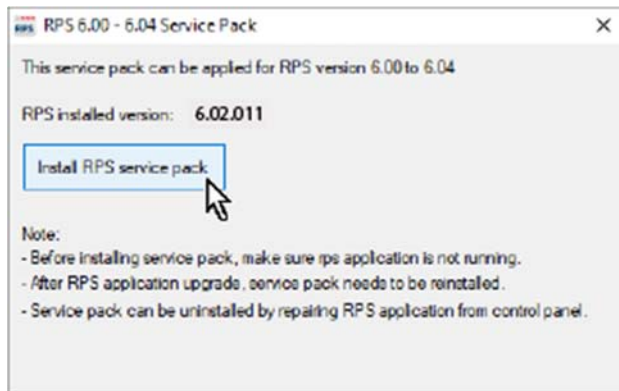 RPS RPS 6.00 - 6.04 Service Pack
This service pack can be applied for RPS version 6.00 to 6.04
RPS installed version: 6.02.011
Install RPS service pack
Note:
- Before installing service pack, make sure rps application is not running.
- After RPS application upgrade, service pack needs to be reinstalled.
- Service pack can be uninstalled by repairing RPS application from control panel.